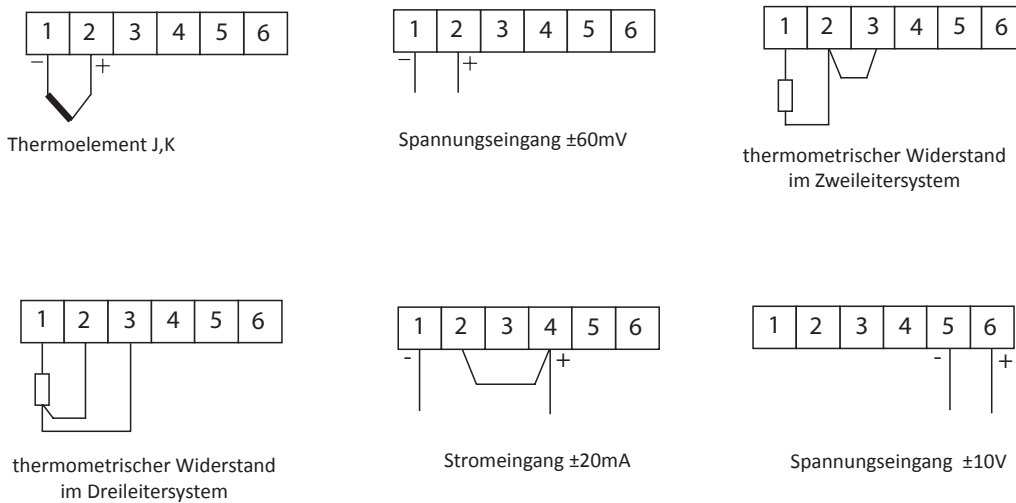 1 2 3 4 5 6
− +
Thermoelement J,K
1 2 3 4 5 6
− +
Spannungseingang ±60mV
1 2 3 4 5 6
thermometrischer Widerstand
im Zweileitersystem
1 2 3 4 5 6
thermometrischer Widerstand
im Dreileitersystem
1 2 3 4 5 6
- +
Stromeingang ±20mA
1 2 3 4 5 6
- +
Spannungseingang ±10V